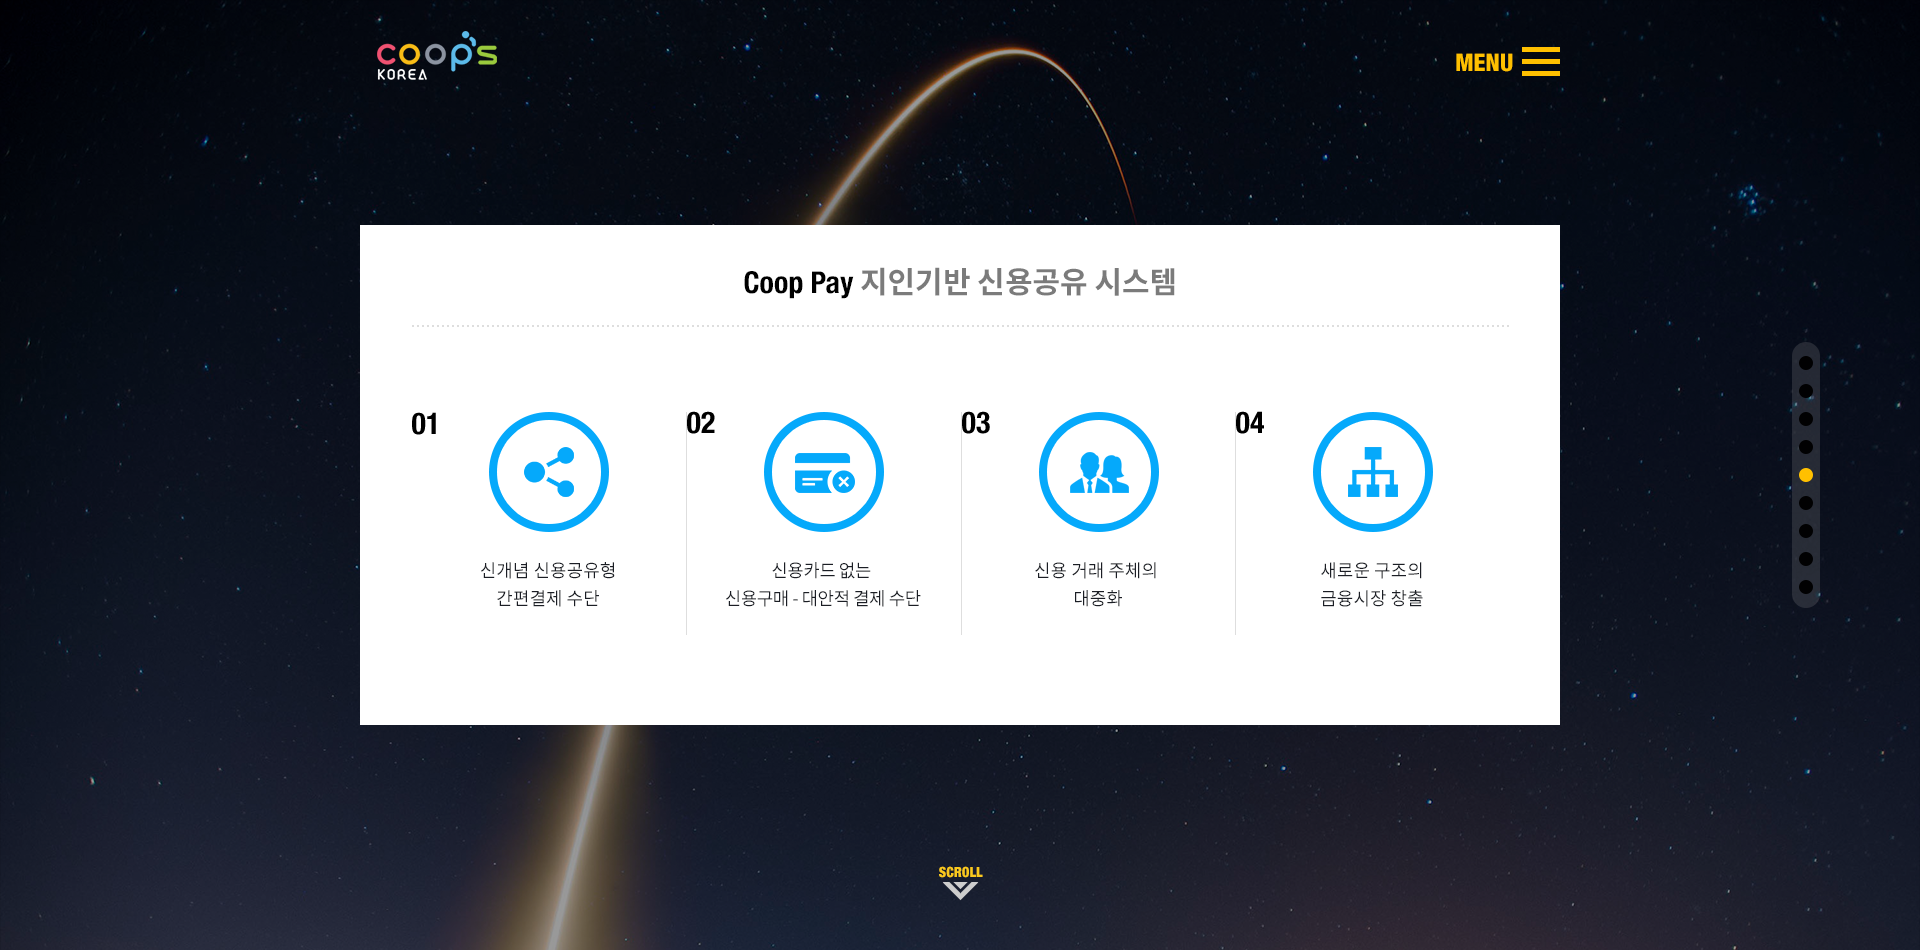 coop's
KOREA
MENU
Coop Pay 지인기반 신용공유 시스템
01
신개념 신용공유형
간편결제 수단
02
신용카드 없는
신용구매 - 대안적 결제 수단
03
신용 거래 주체의
대중화
04
새로운 구조의
금융시장 창출
SCROLL